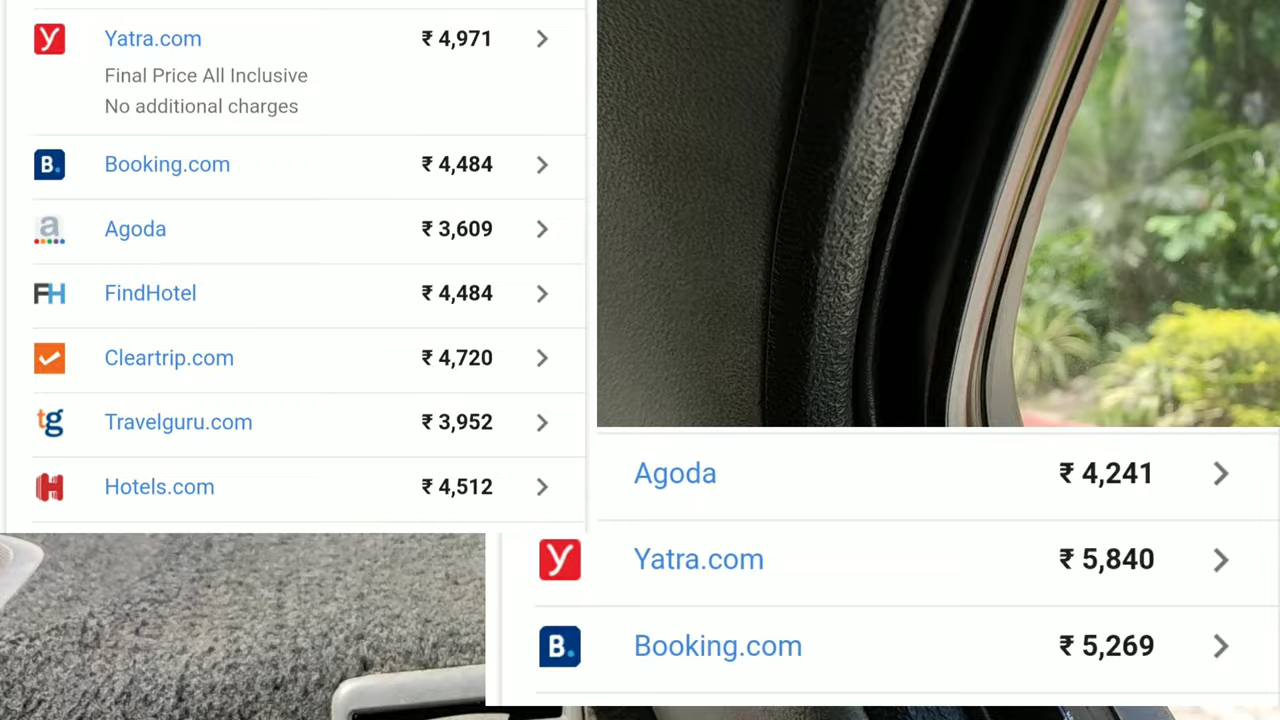 Yatra.com ₹ 4,971
Final Price All Inclusive
No additional charges
B. Booking.com ₹ 4,484
a Agoda ₹ 3,609
FH FindHotel ₹ 4,484
Cleartrip.com ₹ 4,720
tg Travelguru.com ₹ 3,952
H Hotels.com ₹ 4,512
Agoda ₹ 4,241
y Yatra.com ₹ 5,840
B. Booking.com ₹ 5,269